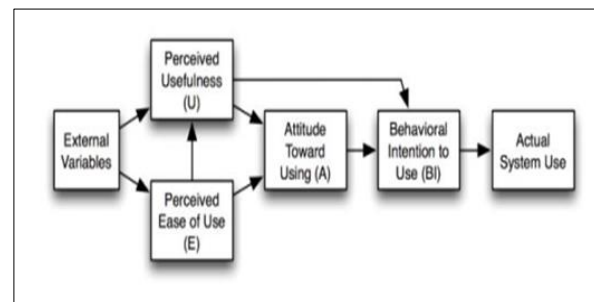 External
Variables
Perceived
Usefulness
(U)
Perceived
Ease of Use
(E)
Attitude
Toward
Using (A)
Behavioral
Intention to
Use (BI)
Actual
System Use